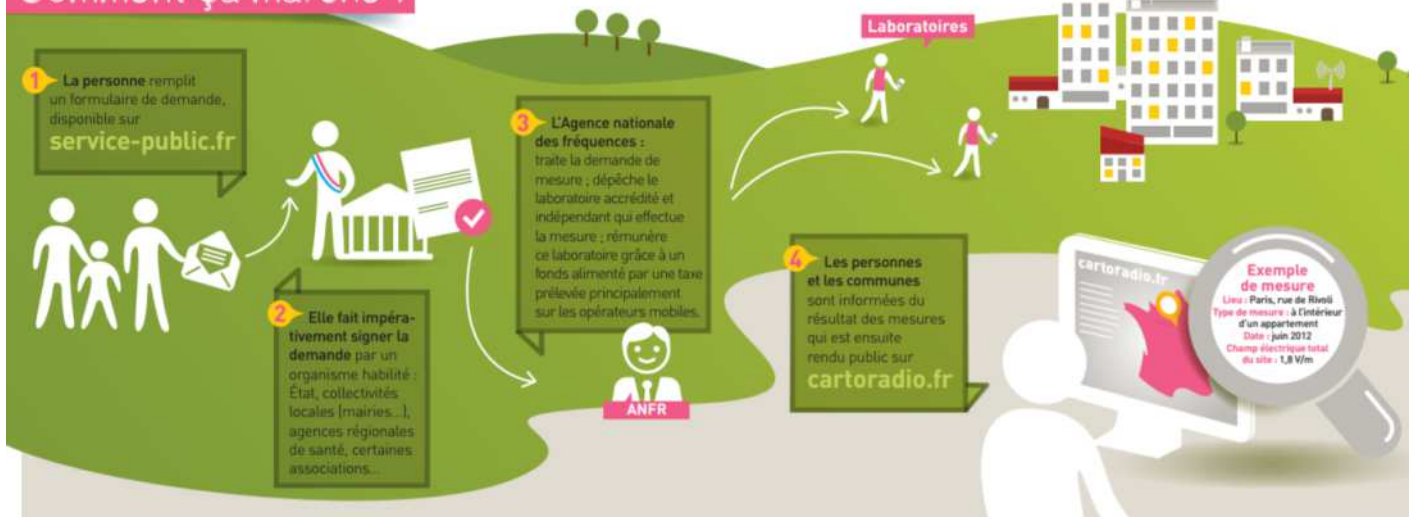 Comment ça marche ?
Laboratoires
1
La personne remplit
un formulaire de demande,
disponible sur
service-public.fr
2
Elle fait impéra-
tivement signer la
demande par un
organisme habilité :
État, collectivités
locales (mairies...),
agences régionales
de santé, certaines
associations...
3
L'Agence nationale
des fréquences :
traite la demande de
mesure ; dépêche le
laboratoire accrédité et
indépendant qui effectue
la mesure ; rémunère
ce laboratoire grâce à un
fonds alimenté par une taxe
prélevée principalement
sur les opérateurs mobiles.
ANFR
4
Les personnes
et les communes
sont informées du
résultat des mesures
qui est ensuite
rendu public sur
cartoradio.fr
cartoradio.fr
Exemple
de mesure
Lieu : Paris, rue de Rivoli
Type de mesure : à l'intérieur
d'un appartement
Date : juin 2012
Champ électrique total
du site : 1,8 V/m